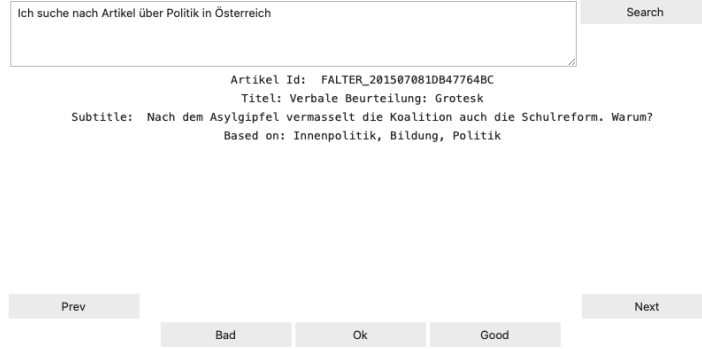 Ich suche nach Artikel über Politik in Österreich
Search
Artikel Id: FALTER_201507081DB47764BC
Titel: Verbale Beurteilung: Grotesk
Subtitle: Nach dem Asylgipfel vermasselt die Koalition auch die Schulreform. Warum?
Based on: Innenpolitik, Bildung, Politik
Prev
Next
Bad
Ok
Good